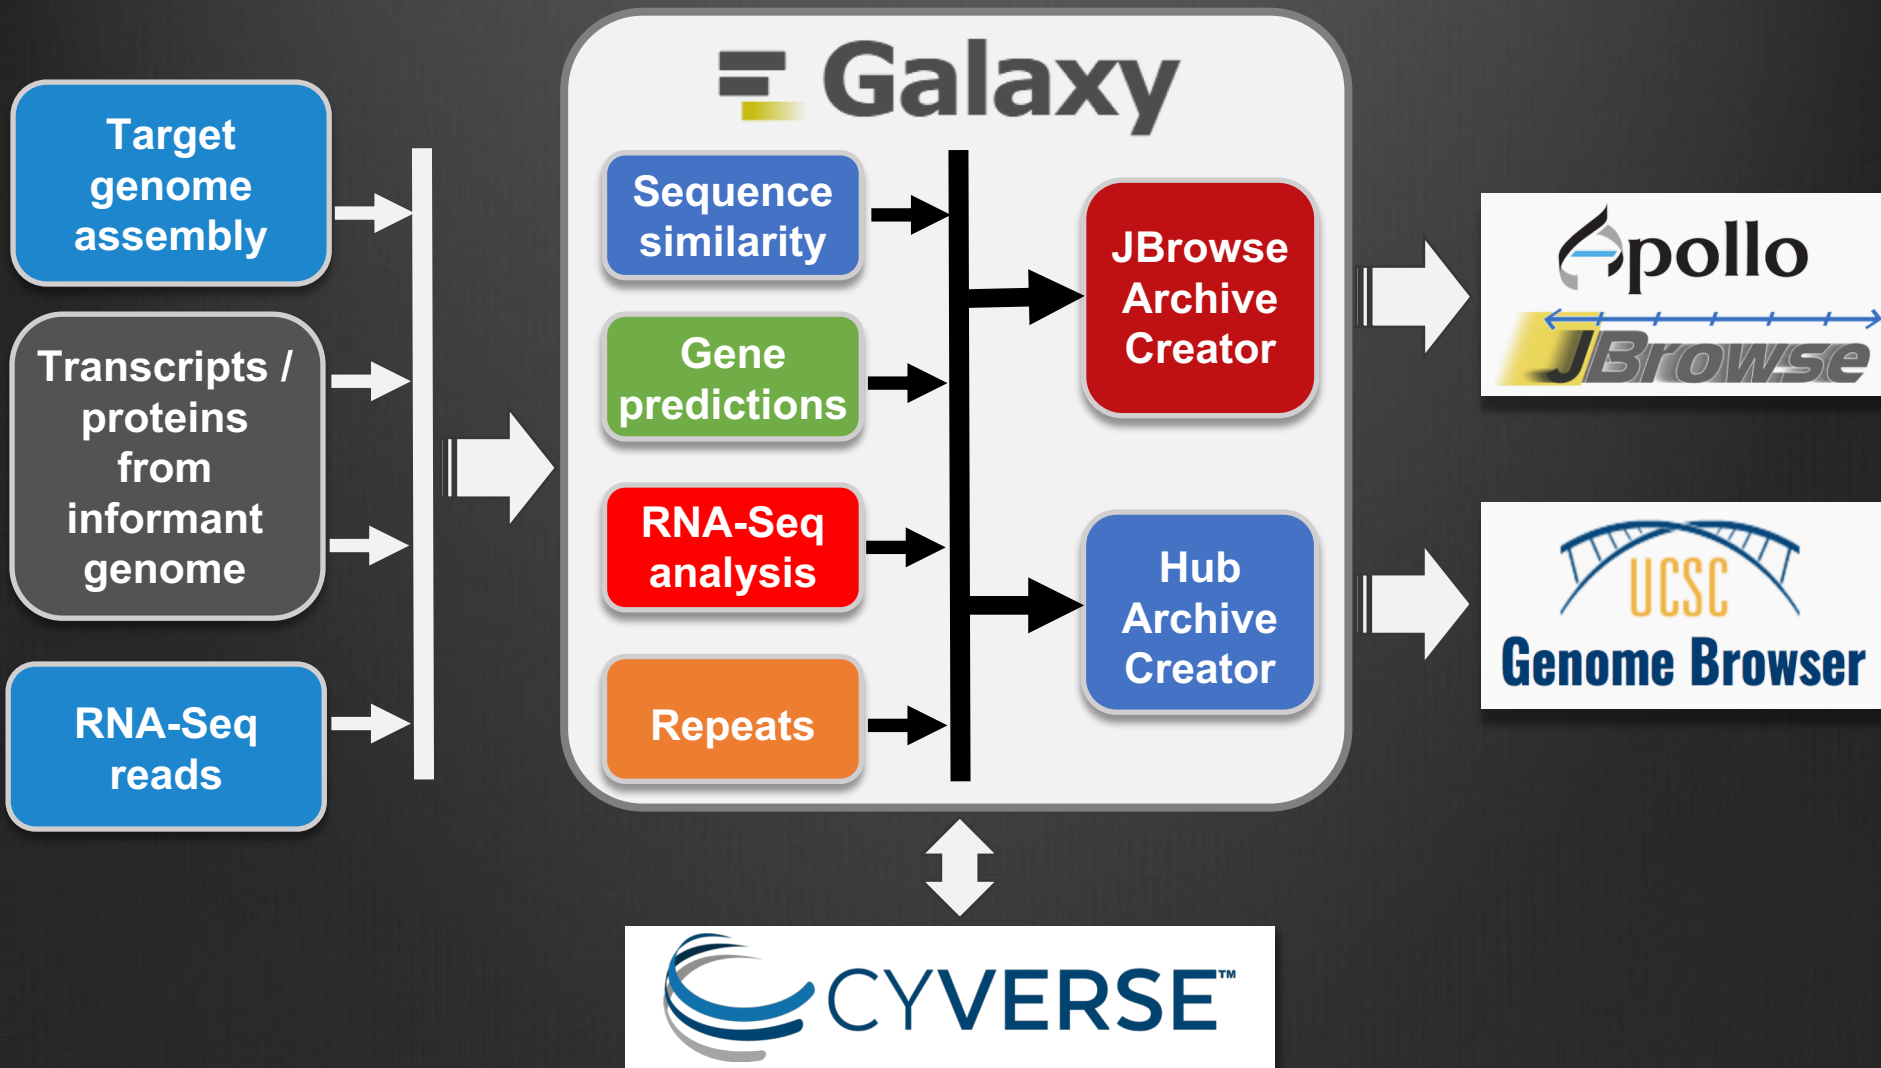 Target
genome
assembly
Transcripts /
proteins
from
informant
genome
RNA-Seq
reads
Galaxy
Sequence
similarity
Gene
predictions
RNA-Seq
analysis
Repeats
JBrowse
Archive
Creator
Hub
Archive
Creator
Apollo
JBrowse
UCSC
Genome Browser
CYVERSE™